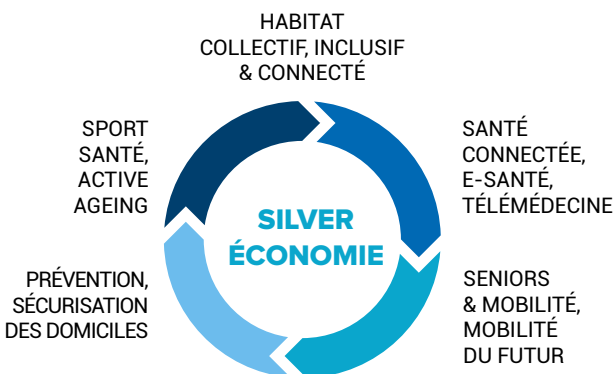 HABITAT
COLLECTIF, INCLUSIF
& CONNECTÉ
SPORT
SANTÉ,
ACTIVE
AGEING
SANTÉ
CONNECTÉE,
E-SANTÉ,
TÉLÉMÉDECINE
SILVER
ÉCONOMIE
PRÉVENTION,
SÉCURISATION
DES DOMICILES
SENIORS
& MOBILITÉ,
MOBILITÉ
DU FUTUR